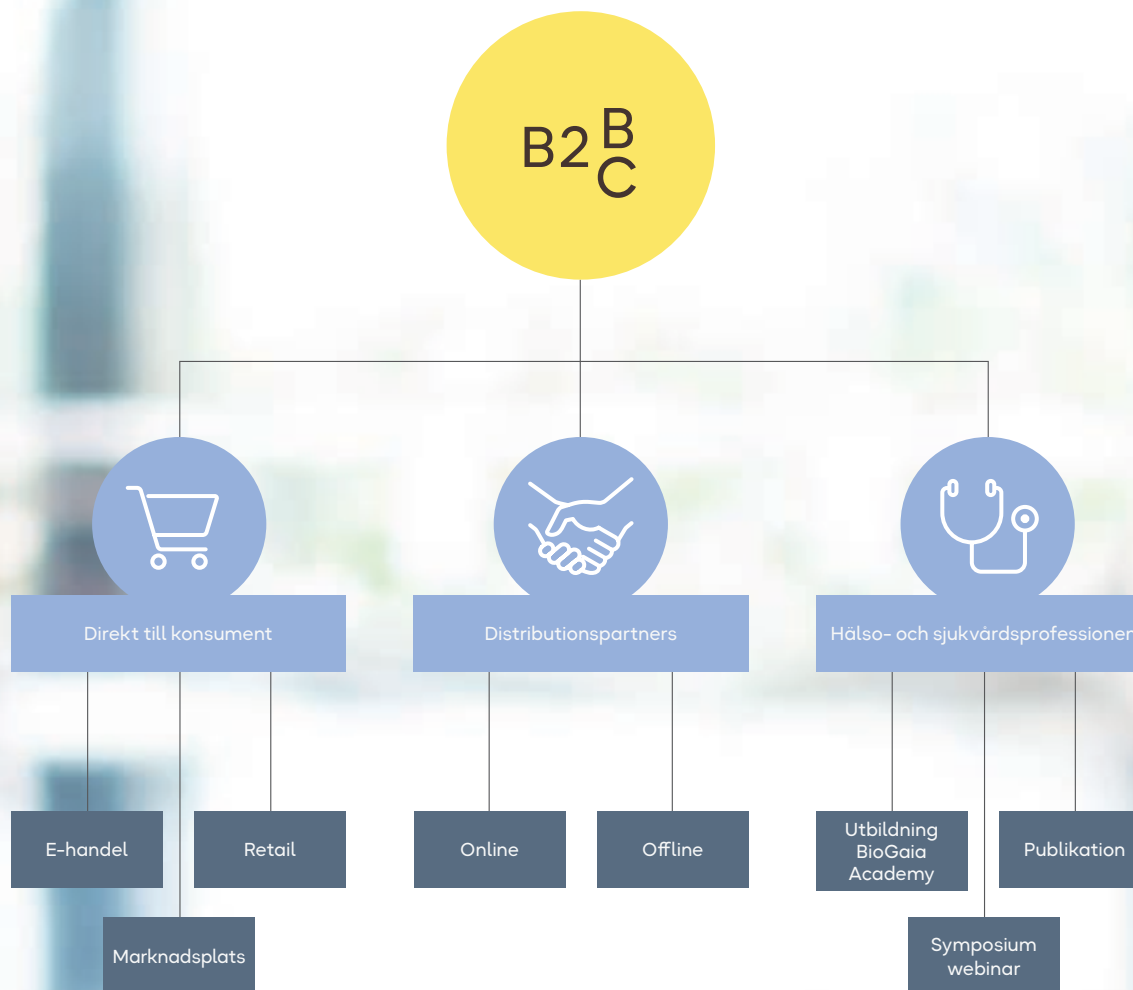 B2B
C
Direkt till konsument
Distributionspartners
Hälso- och sjukvårdsprofessioner
E-handel
Retail
Online
Offline
Utbildning
BioGaia
Academy
Publikation
Marknadsplats
Symposium
webinar